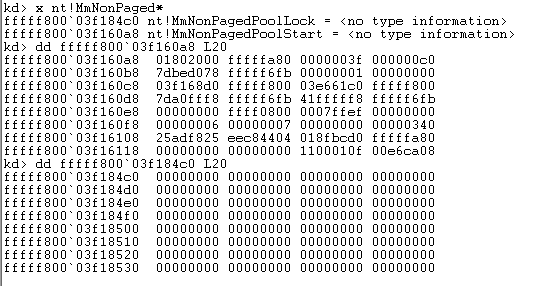 kd> x nt!MmNonPaged*
fffff800`03f184c0 nt!MmNonPagedPoolLock = <no type information>
fffff800`03f160a8 nt!MmNonPagedPoolStart = <no type information>
kd> dd fffff800`03f160a8 L20
fffff800`03f160a8  01802000 fffffa80 0000003f 000000c0
fffff800`03f160b8  7dbed078 fffff6fb 00000001 00000000
fffff800`03f160c8  03f168d0 fffff800 03e661c0 fffff800
fffff800`03f160d8  7da0fff8 fffff6fb 41fffff8 fffff6fb
fffff800`03f160e8  00000000 ffff0800 0007ffef 00000000
fffff800`03f160f8  00000006 00000007 00000000 00000340
fffff800`03f16108  25adf825 eec84404 018fbcd0 fffffa80
fffff800`03f16118  00000000 00000000 1100010f 00e6ca08
kd> dd fffff800`03f184c0 L20
fffff800`03f184c0  00000000 00000000 00000000 00000000
fffff800`03f184d0  00000000 00000000 00000000 00000000
fffff800`03f184e0  00000000 00000000 00000000 00000000
fffff800`03f184f0  00000000 00000000 00000000 00000000
fffff800`03f18500  00000000 00000000 00000000 00000000
fffff800`03f18510  00000000 00000000 00000000 00000000
fffff800`03f18520  00000000 00000000 00000000 00000000
fffff800`03f18530  00000000 00000000 00000000 00000000